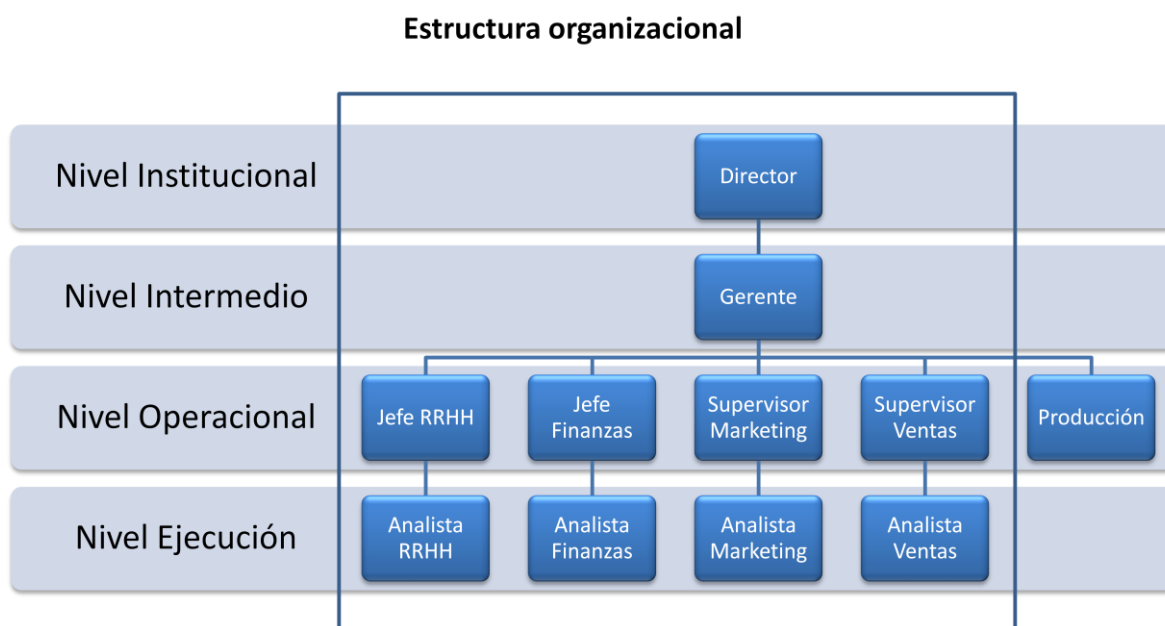 Estructura organizacional
Nivel Institucional
Director
Nivel Intermedio
Gerente
Nivel Operacional
Jefe RRHH
Jefe
Finanzas
Supervisor
Marketing
Supervisor
Ventas
Producción
Nivel Ejecución
Analista
RRHH
Analista
Finanzas
Analista
Marketing
Analista
Ventas